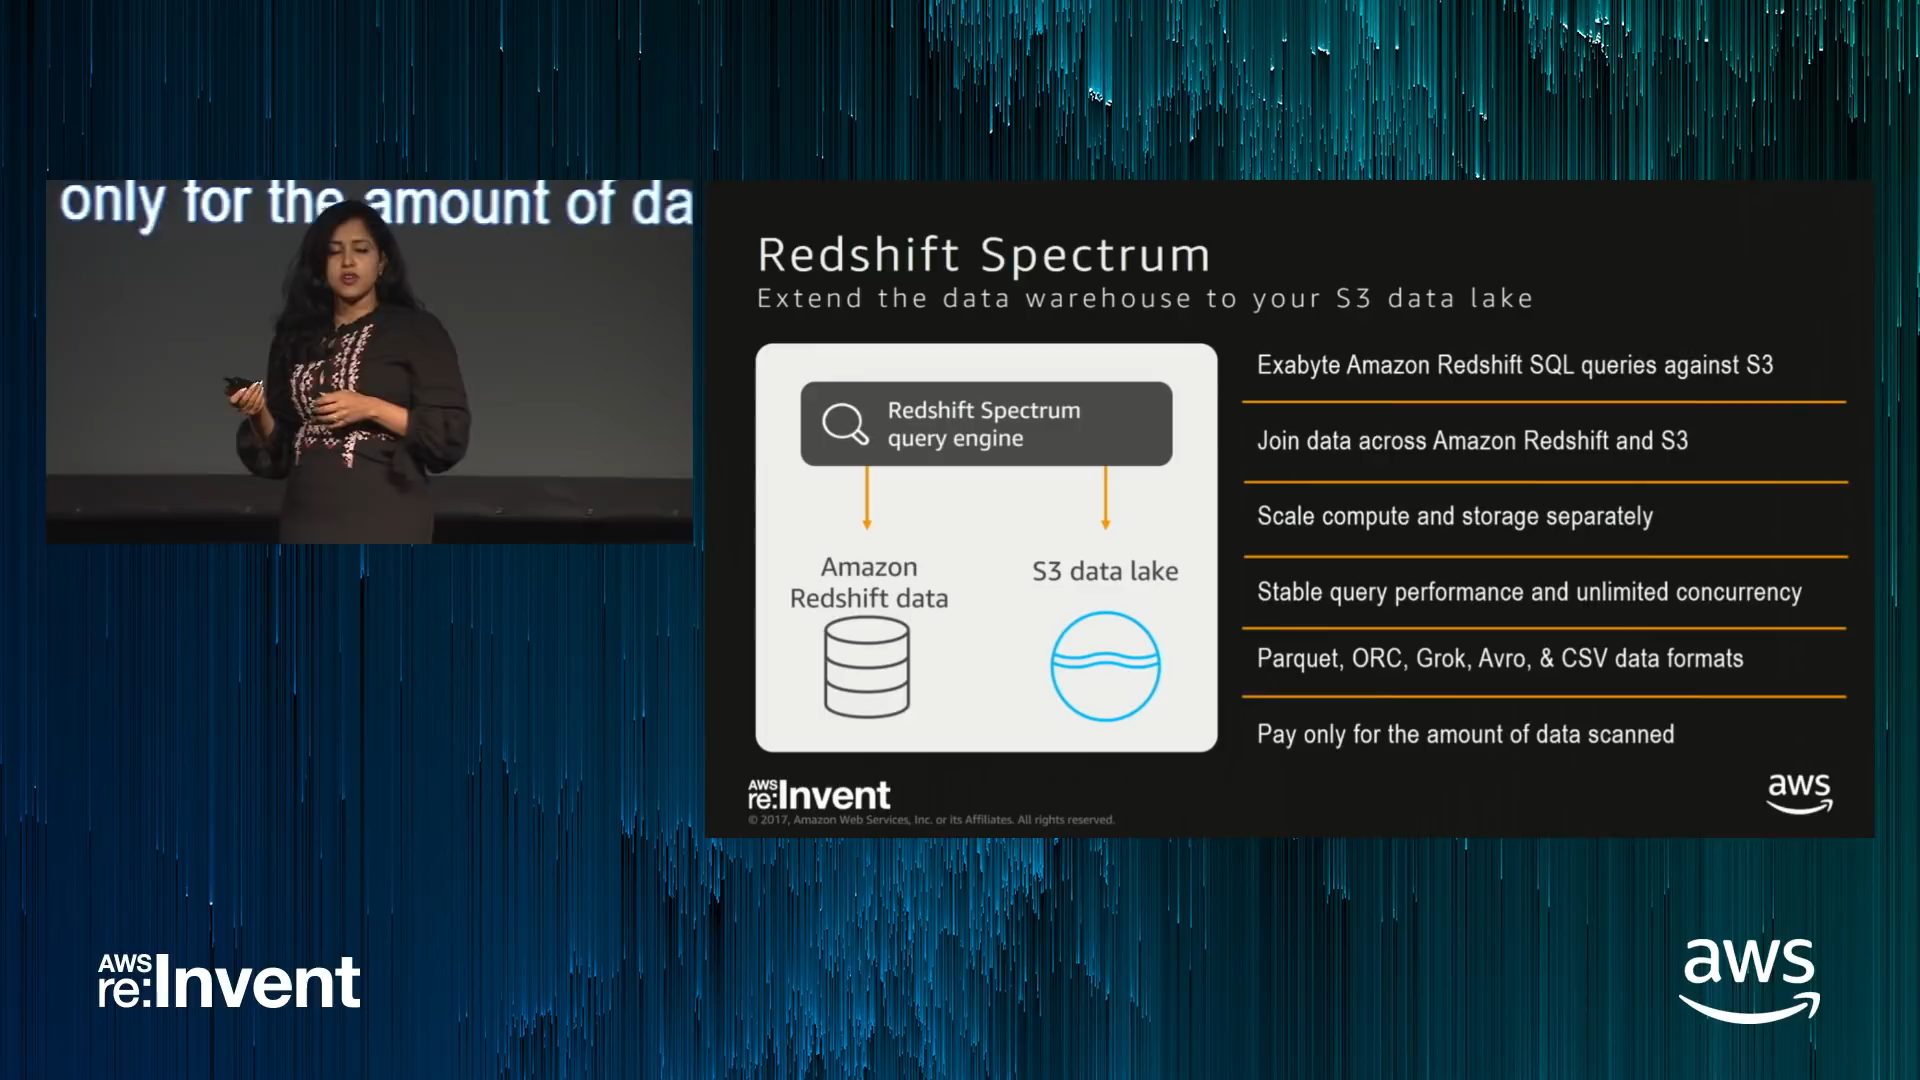 only for the amount of da
Redshift Spectrum
Extend the data warehouse to your S3 data lake
Redshift Spectrum
query engine
Amazon
Redshift data
S3 data lake
Exabyte Amazon Redshift SQL queries against S3
Join data across Amazon Redshift and S3
Scale compute and storage separately
Stable query performance and unlimited concurrency
Parquet, ORC, Grok, Avro, & CSV data formats
Pay only for the amount of data scanned
AWS
re:Invent
© 2017, Amazon Web Services, Inc. or its Affiliates. All rights reserved.
aws
AWS
re:Invent
aws